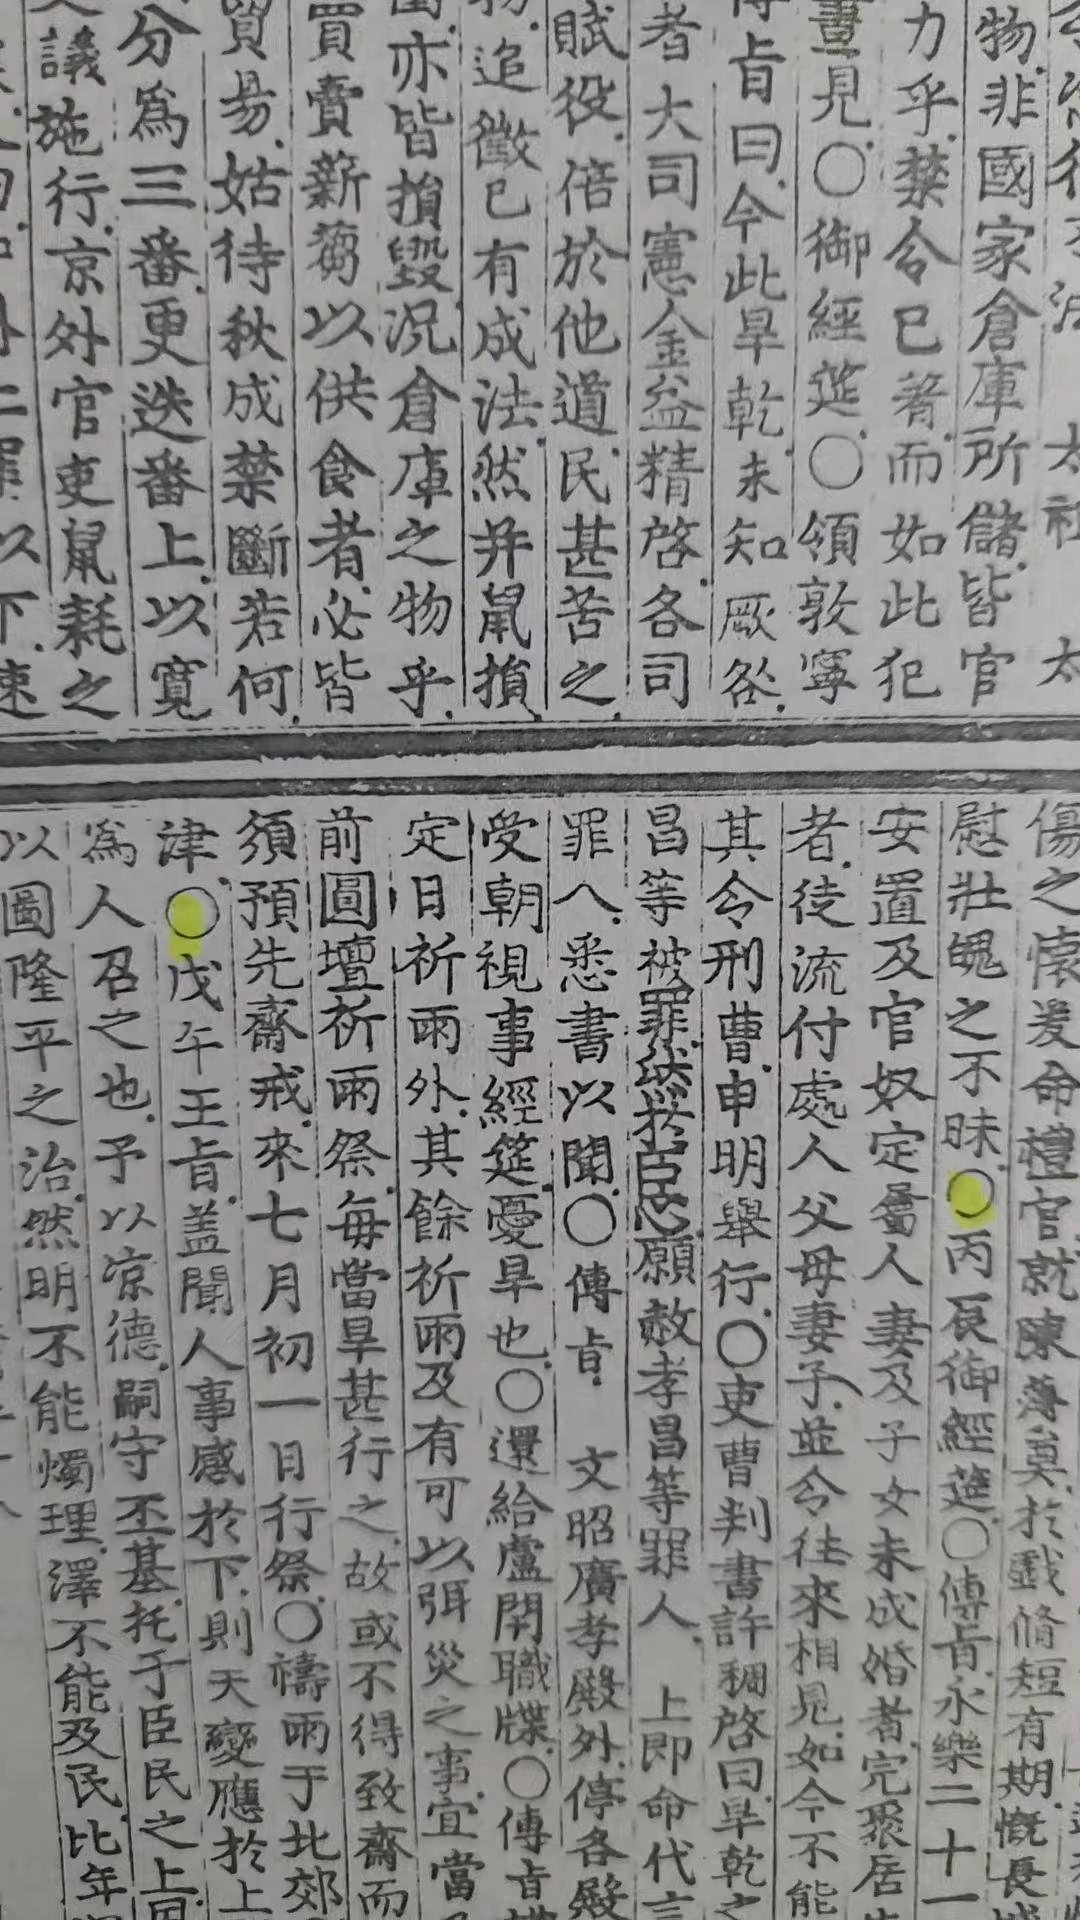 太祖　太
物.非國家倉庫所儲.皆官
力乎.禁令已著.而如此犯
晝見.○御經筵.○領敦寧
傳旨曰.今此旱乾.未知厥咎.
者大司憲金益精啓.各司
賦役.倍於他道.民甚苦之.
物.追徵已有成法.然幷鼠損
亦皆損毁.況倉庫之物乎.
買賣薪蒭以供食者.必皆
貿易.姑待秋成禁斷若何.
分爲三番.更迭番上.以寬
議施行.京外官吏鼠耗之
二罪以下.速
傷之懷爰命禮官就陳薄奠.於戱脩短有期.慨長
慰壯魄之不昧.○丙辰御經筵.○傳旨.永樂二十一
安置及官奴定屬人妻及子女未成婚者.完聚居
者.徒流付處人父母妻子.並令往來相見.如今不能
其令刑曹.申明擧行.○吏曹判書許稠啓曰.旱乾之
昌等被罪.然於臣心願赦孝昌等罪人.　上卽命代言
罪人.悉書以聞.○傳旨　文昭廣孝殿外.停各殿
受朝視事經筵.憂旱也.○還給盧閈職牒.○傳旨
定日祈雨外.其餘祈雨及有可以弭災之事.宜當
前圓壇祈雨祭.每當旱甚行之.故或不得致齋而
須預先齋戒.來七月初一日行祭.○禱雨于北郊
津.○戊午王旨.盖聞人事感於下.則天變應於上
爲人召之也.予以涼德.嗣守丕基.托于臣民之上.
以圖隆平之治.然明不能燭理.澤不能及民.比年